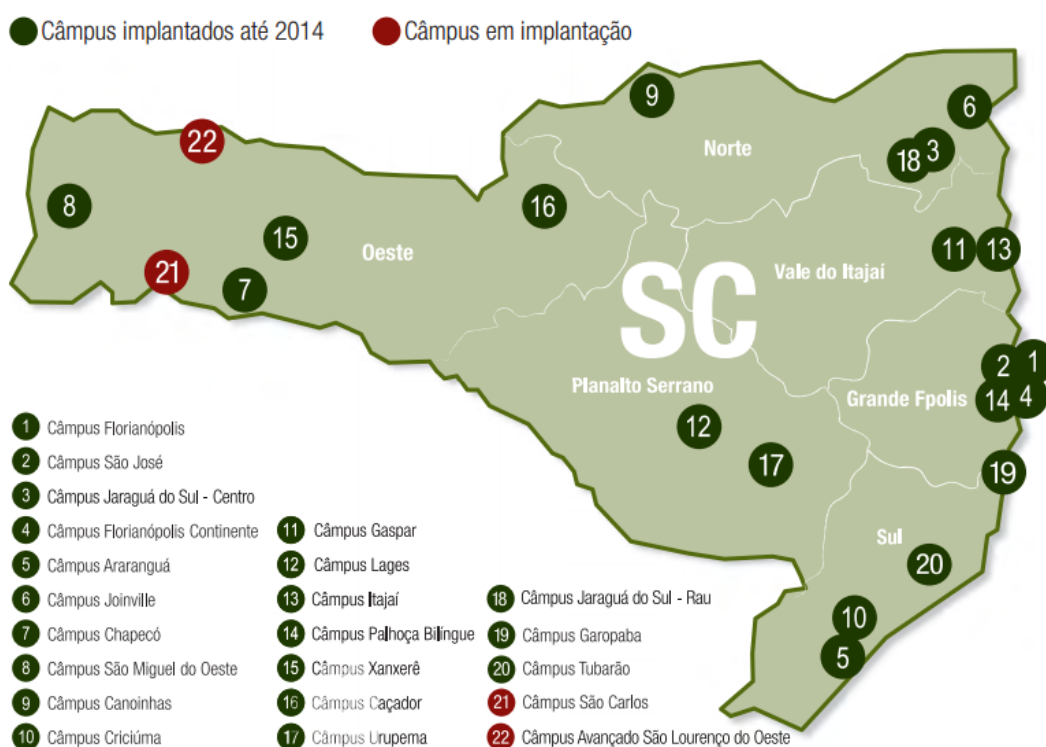 Câmpus implantados até 2014
Câmpus em implantação
9
6
22
Norte
3
18
8
16
15
Oeste
11
13
Vale do Itajaí
21
7
SC
2
1
Planalto Serrano
Grande Fpolis
14
4
12
17
19
Sul
20
10
5
1 Câmpus Florianópolis
2 Câmpus São José
3 Câmpus Jaraguá do Sul - Centro
4 Câmpus Florianópolis Continente
5 Câmpus Araranguá
6 Câmpus Joinville
7 Câmpus Chapecó
8 Câmpus São Miguel do Oeste
9 Câmpus Canoinhas
10 Câmpus Criciúma
11 Câmpus Gaspar
12 Câmpus Lages
13 Câmpus Itajaí
14 Câmpus Palhoça Bilíngue
15 Câmpus Xanxerê
16 Câmpus Caçador
17 Câmpus Urupema
18 Câmpus Jaraguá do Sul - Rau
19 Câmpus Garopaba
20 Câmpus Tubarão
21 Câmpus São Carlos
22 Câmpus Avançado São Lourenço do Oeste